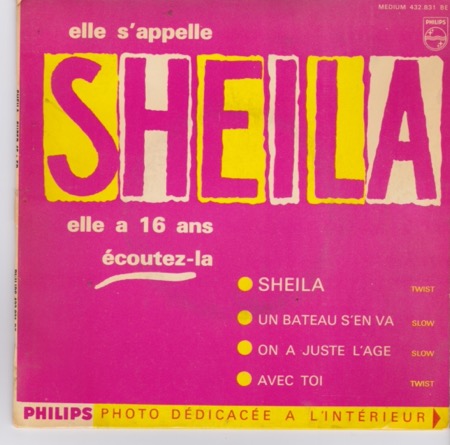 MEDIUM 432.831 BE
PHILIPS
elle s'appelle
SHEILA
elle a 16 ans
écoutez-la
SHEILA TWIST
UN BATEAU S'EN VA SLOW
ON A JUSTE L'AGE SLOW
AVEC TOI TWIST
PHILIPS PHOTO DÉDICACÉE A L'INTÉRIEUR